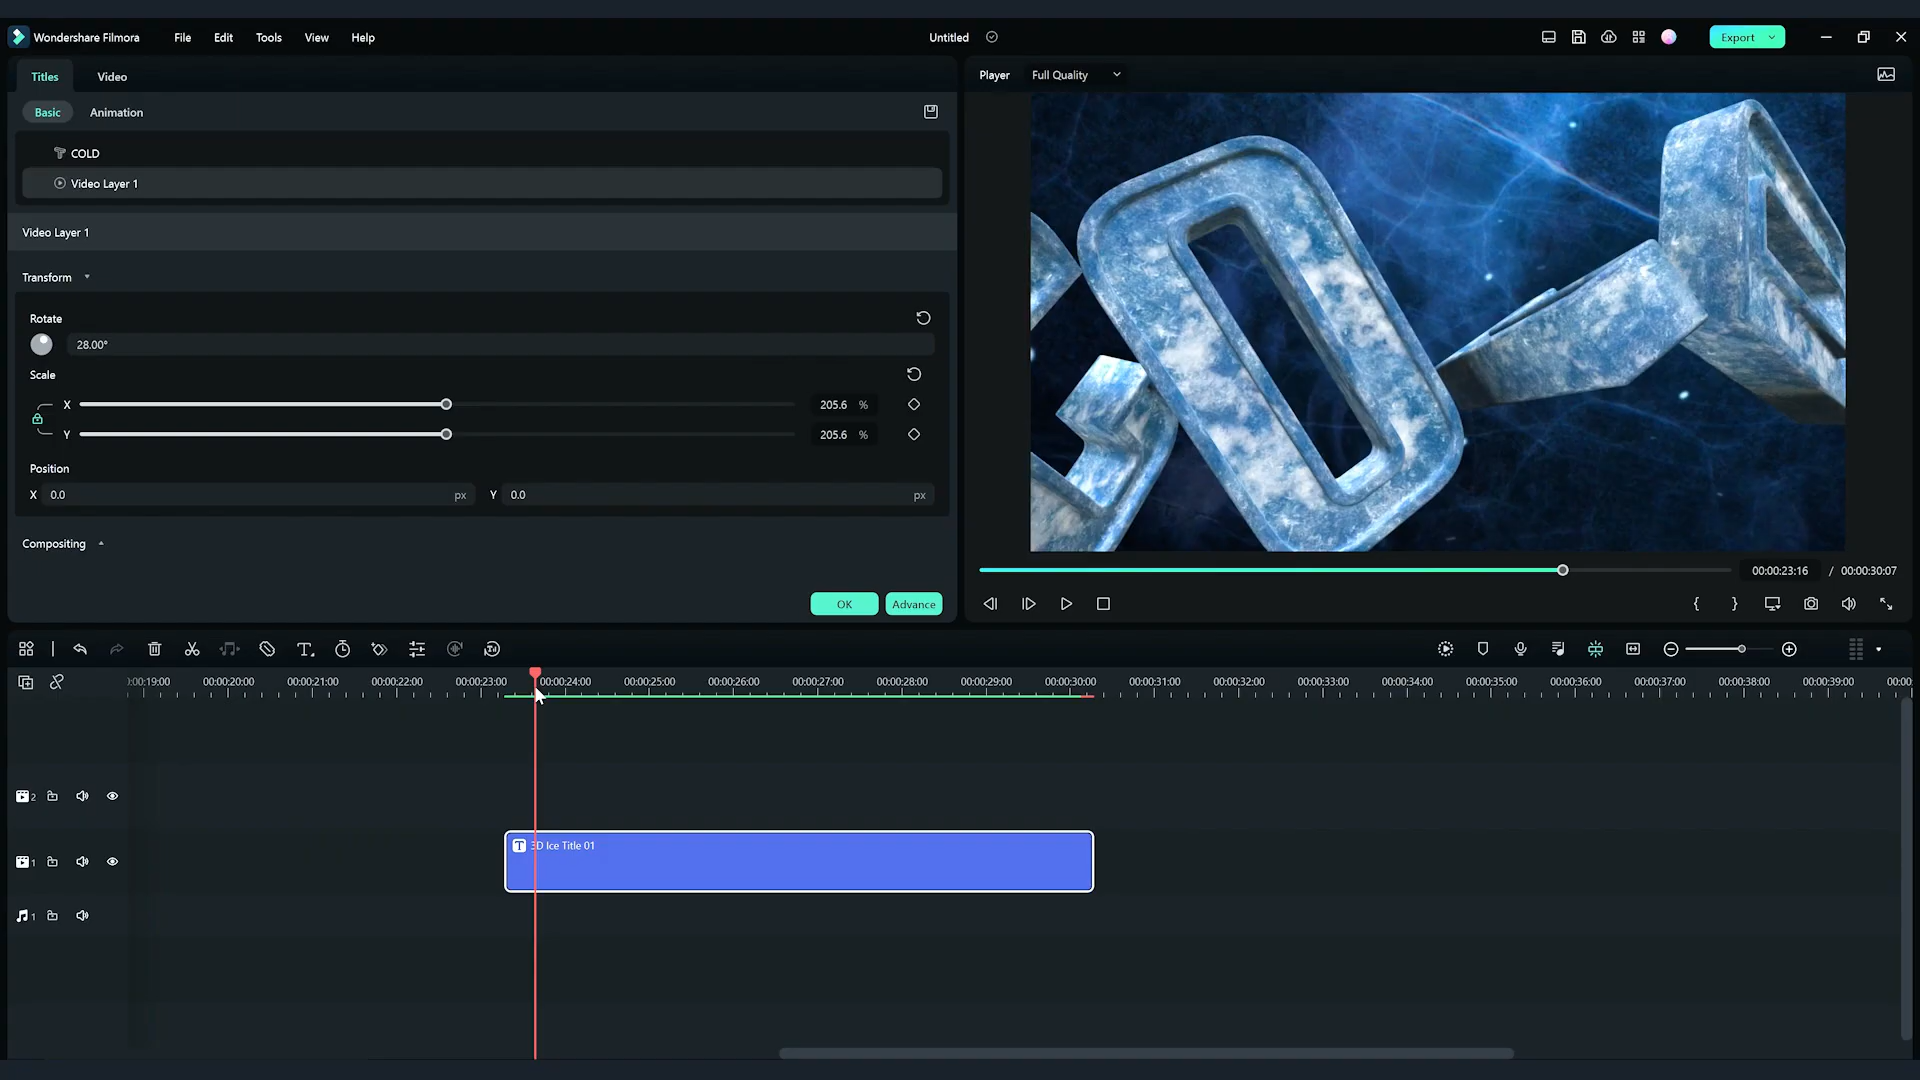 Wondershare Filmora File Edit Tools View Help Untitled Export
Titles Video
Player Full Quality
Basic Animation
COLD
Video Layer 1
Video Layer 1
Transform
Rotate
28.00°
Scale
X 205.6 %
Y 205.6 %
Position
X 0.0 px Y 0.0 px
Compositing
OK Advance
00:00:23:16 / 00:00:30:07
:00:19:00 00:00:20:00 00:00:21:00 00:00:22:00 00:00:23:00 00:00:24:00 00:00:25:00 00:00:26:00 00:00:27:00 00:00:28:00 00:00:29:00 00:00:30:00 00:00:31:00 00:00:32:00 00:00:33:00 00:00:34:00 00:00:35:00 00:00:36:00 00:00:37:00 00:00:38:00 00:00:39:00 00:00
2
T 3D Ice Title 01
1
1